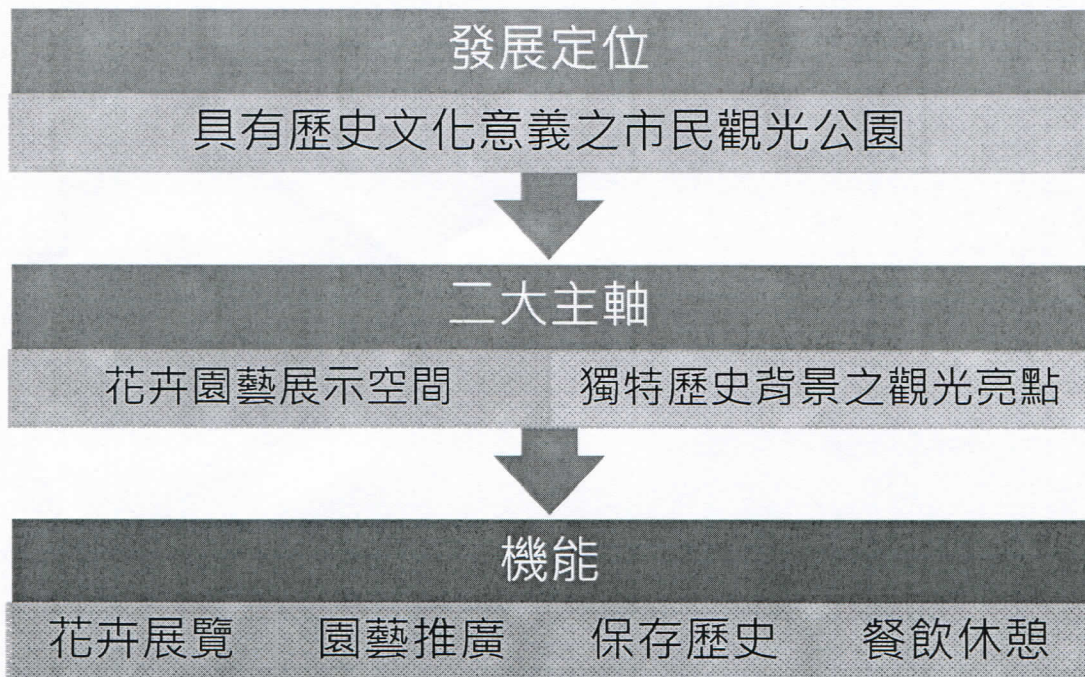 發展定位
具有歷史文化意義之市民觀光公園
二大主軸
花卉園藝展示空間 獨特歷史背景之觀光亮點
機能
花卉展覽 園藝推廣 保存歷史 餐飲休憩